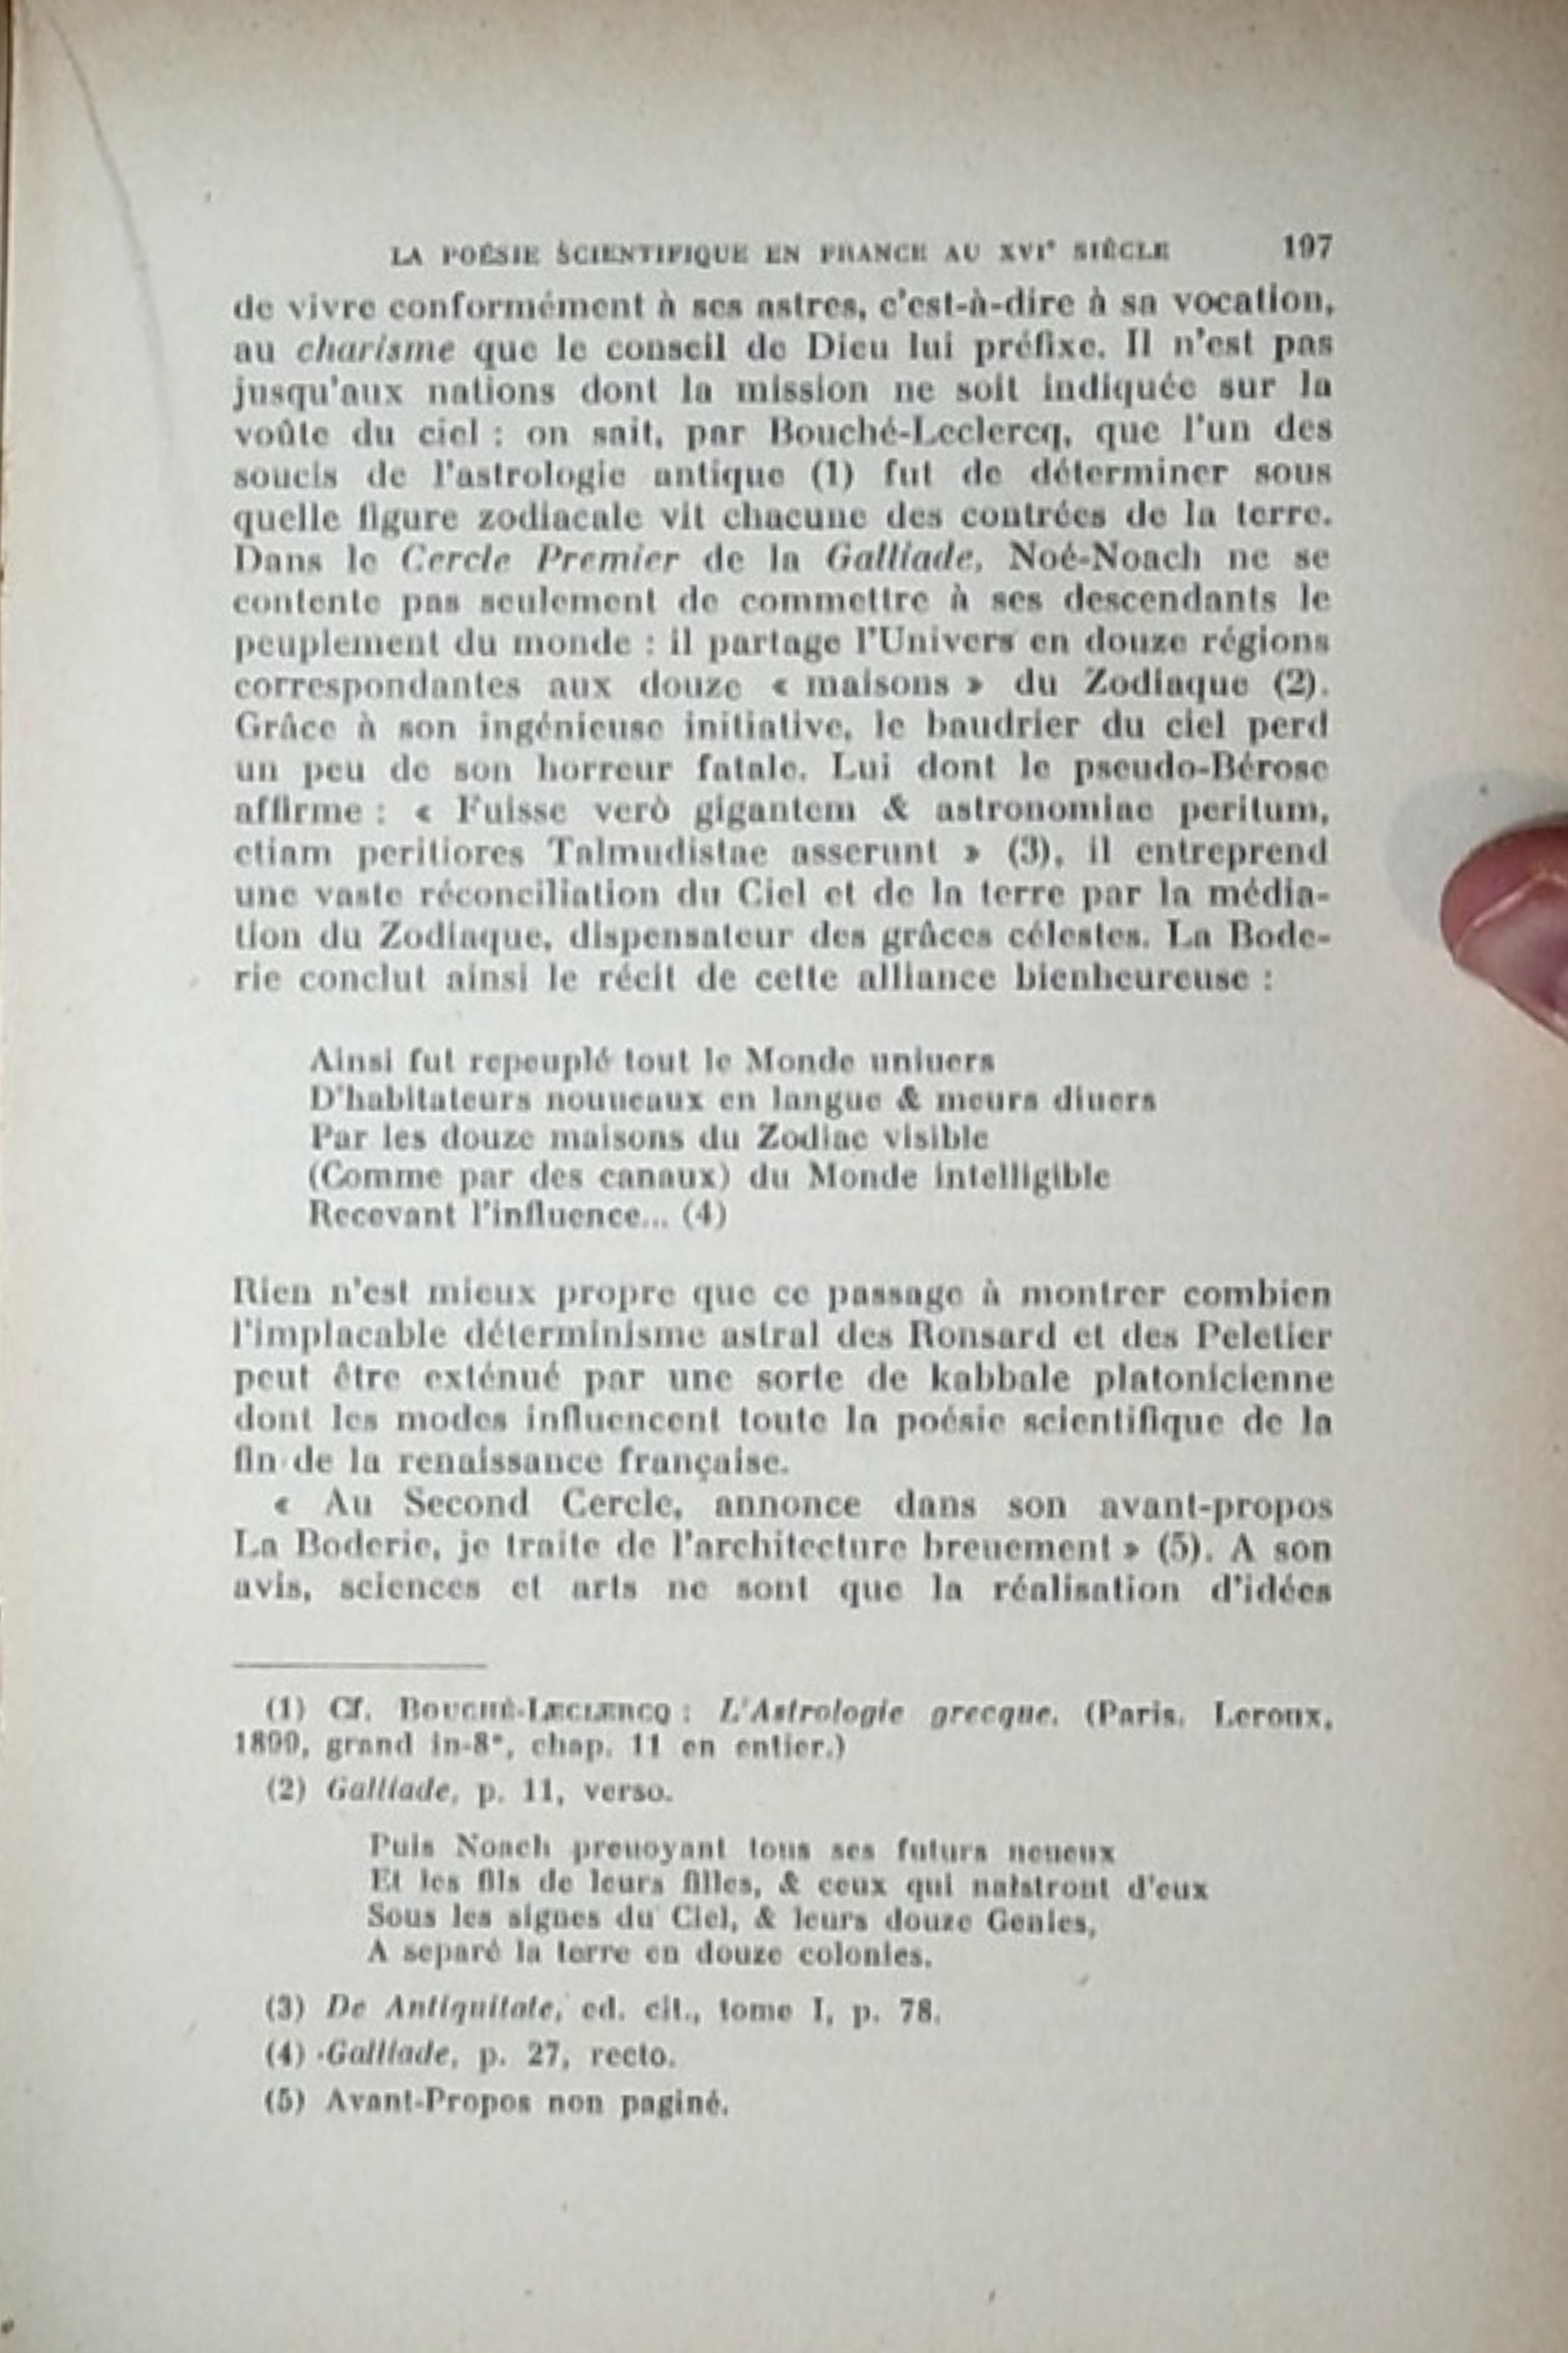 LA POÉSIE SCIENTIFIQUE EN FRANCE AU XVIe SIÈCLE 197
de vivre conformément à ses astres, c'est-à-dire à sa vocation,
au charisme que le conseil de Dieu lui préfixe. Il n'est pas
jusqu'aux nations dont la mission ne soit indiquée sur la
voûte du ciel : on sait, par Bouché-Leclercq, que l'un des
soucis de l'astrologie antique (1) fut de déterminer sous
quelle figure zodiacale vit chacune des contrées de la terre.
Dans le Cercle Premier de la Galliade, Noé-Noach ne se
contente pas seulement de commettre à ses descendants le
peuplement du monde : il partage l'Univers en douze régions
correspondantes aux douze « maisons » du Zodiaque (2).
Grâce à son ingénieuse initiative, le baudrier du ciel perd
un peu de son horreur fatale. Lui dont le pseudo-Bérose
affirme : « Fuisse verò gigantem & astronomiae peritum,
etiam peritiores Talmudistae asserunt » (3), il entreprend
une vaste réconciliation du Ciel et de la terre par la média-
tion du Zodiaque, dispensateur des grâces célestes. La Bode-
rie conclut ainsi le récit de cette alliance bienheureuse :
Ainsi fut repeuplé tout le Monde uniuers
D'habitateurs nouueaux en langue & meurs diuers
Par les douze maisons du Zodiac visible
(Comme par des canaux) du Monde intelligible
Recevant l'influence... (4)
Rien n'est mieux propre que ce passage à montrer combien
l'implacable déterminisme astral des Ronsard et des Peletier
peut être exténué par une sorte de kabbale platonicienne
dont les modes influencent toute la poésie scientifique de la
fin de la renaissance française.
« Au Second Cercle, annonce dans son avant-propos
La Boderie, je traite de l'architecture breuement » (5). A son
avis, sciences et arts ne sont que la réalisation d'idées
(1) Cf. BOUCHÉ-LECLERCQ : L'Astrologie grecque. (Paris. Leroux,
1899, grand in-8°, chap. 11 en entier.)
(2) Galliade, p. 11, verso.
Puis Noach preuoyant tous ses futurs neueux
Et les fils de leurs filles, & ceux qui naîstront d'eux
Sous les signes du Ciel, & leurs douze Genies,
A separé la terre en douze colonies.
(3) De Antiquitate, ed. cit., tome I, p. 78.
(4) Galliade, p. 27, recto.
(5) Avant-Propos non paginé.